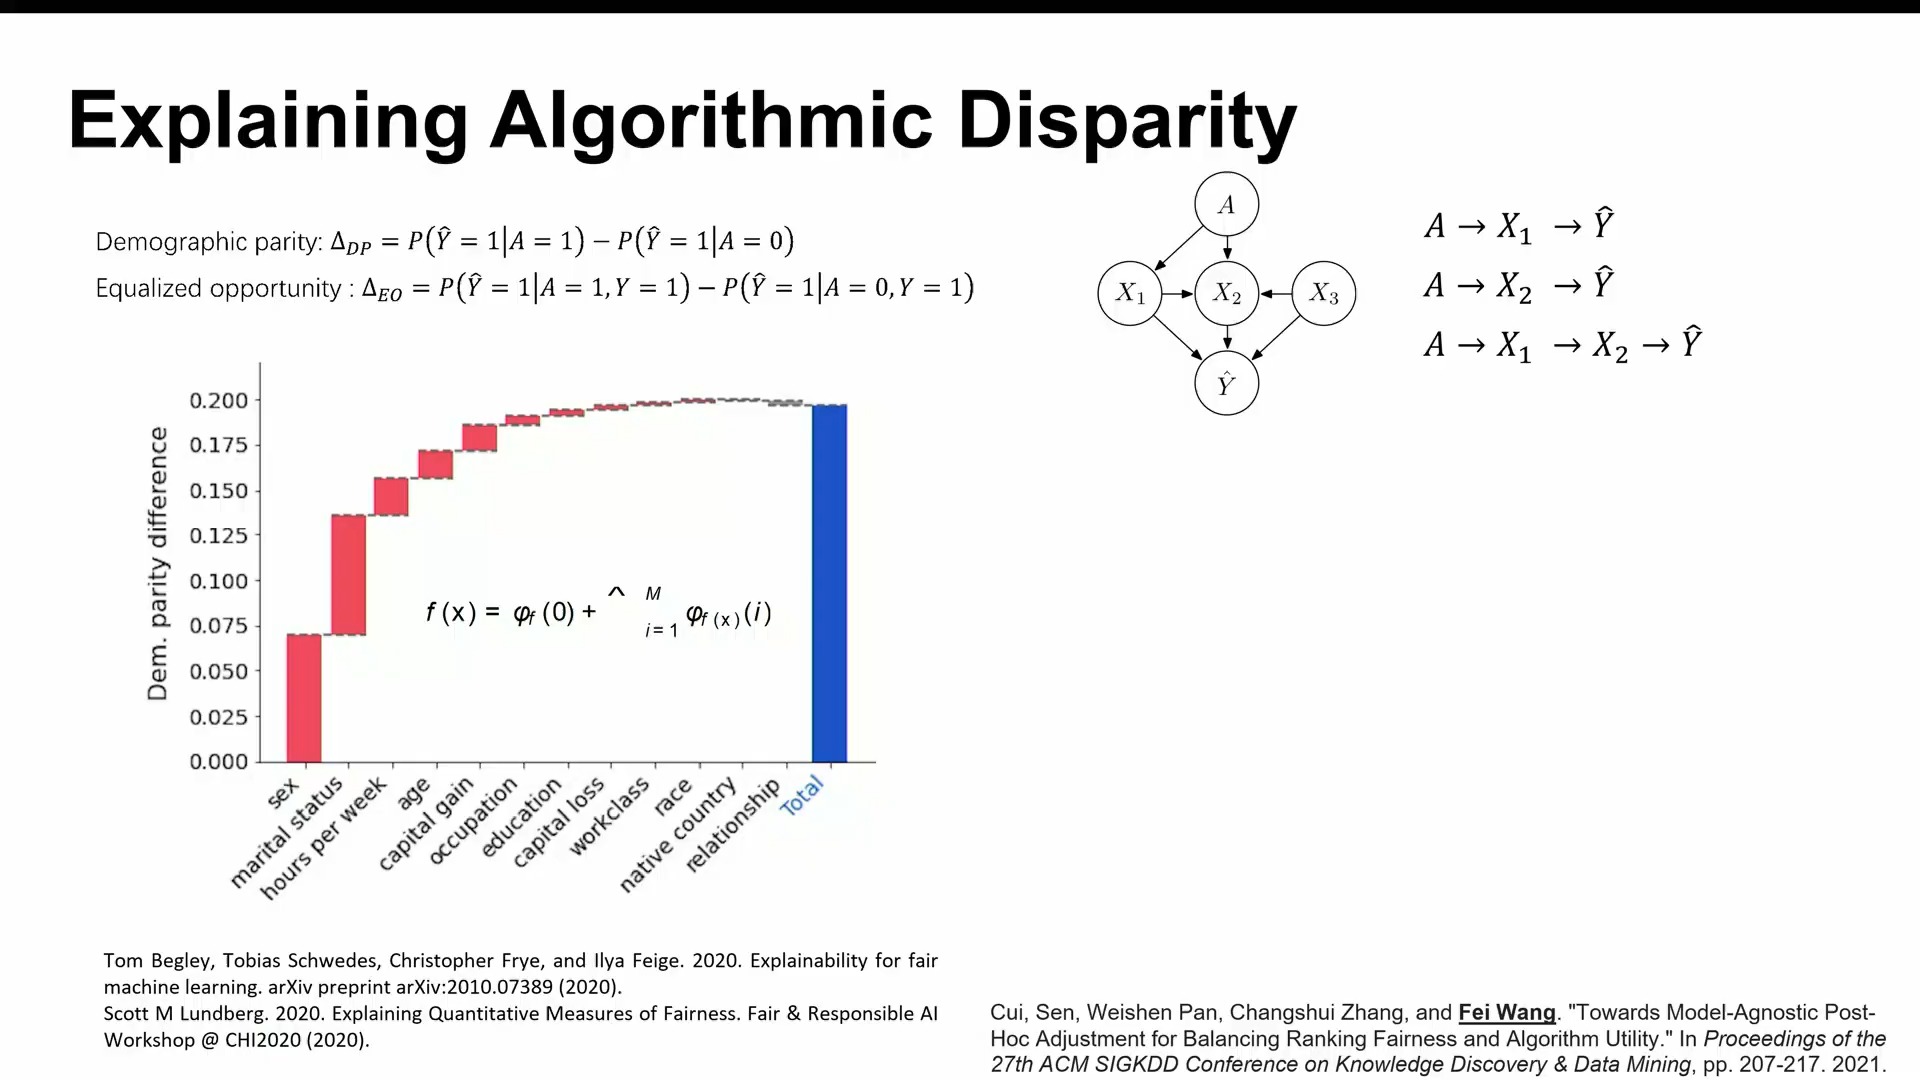 Explaining Algorithmic Disparity
Demographic parity: Δ_DP = P(Ŷ = 1|A = 1) − P(Ŷ = 1|A = 0)
Equalized opportunity : Δ_EO = P(Ŷ = 1|A = 1, Y = 1) − P(Ŷ = 1|A = 0, Y = 1)
A
X₁ X₂ X₃
Ŷ
A → X₁ → Ŷ
A → X₂ → Ŷ
A → X₁ → X₂ → Ŷ
Dem. parity difference
0.200
0.175
0.150
0.125
0.100
0.075
0.050
0.025
0.000
f (x) = φ_f (0) + ^ M i = 1 φ_f (x) (i)
sex
marital status
hours per week
age
capital gain
occupation
education
capital loss
workclass
race
native country
relationship
Total
Tom Begley, Tobias Schwedes, Christopher Frye, and Ilya Feige. 2020. Explainability for fair
machine learning. arXiv preprint arXiv:2010.07389 (2020).
Scott M Lundberg. 2020. Explaining Quantitative Measures of Fairness. Fair & Responsible AI
Workshop @ CHI2020 (2020).
Cui, Sen, Weishen Pan, Changshui Zhang, and Fei Wang. "Towards Model-Agnostic Post-
Hoc Adjustment for Balancing Ranking Fairness and Algorithm Utility." In Proceedings of the
27th ACM SIGKDD Conference on Knowledge Discovery & Data Mining, pp. 207-217. 2021.